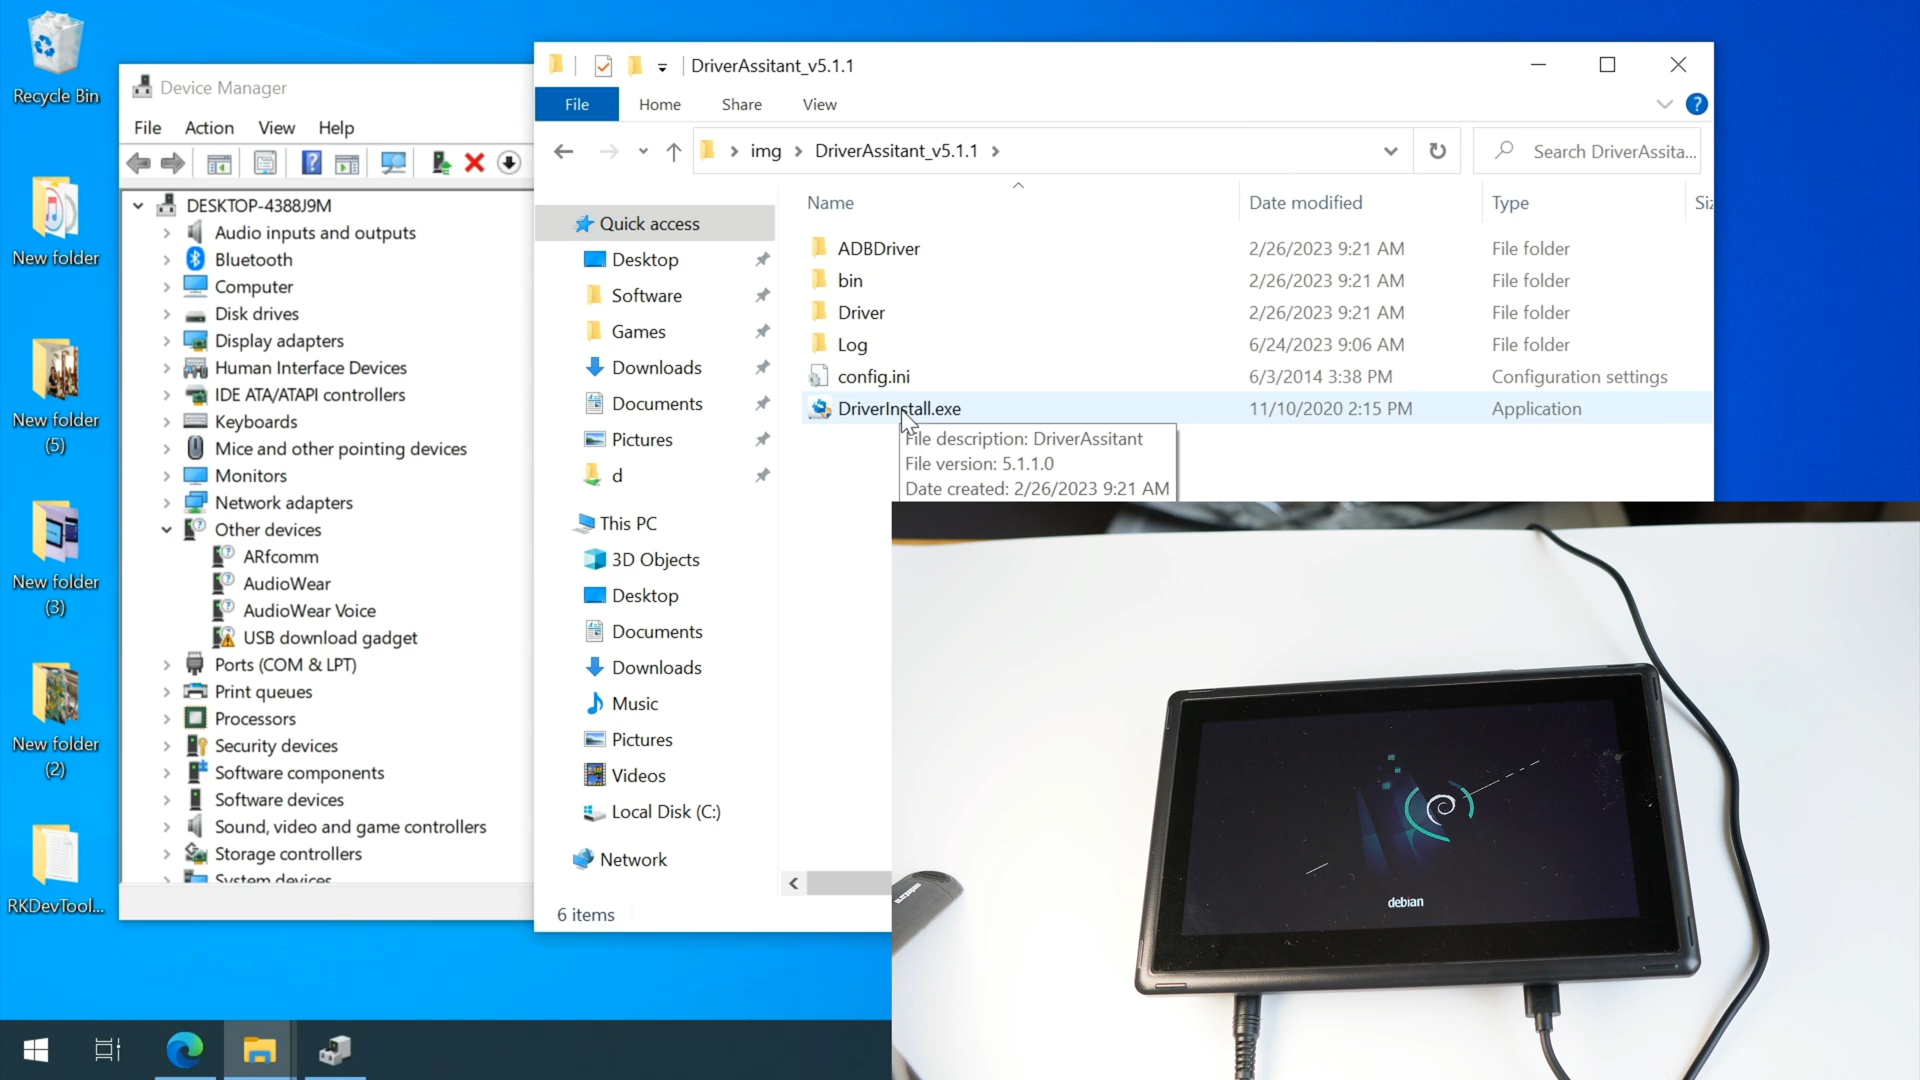 Recycle Bin
New folder
New folder
(5)
New folder
(3)
New folder
(2)
RKDevTool...
Device Manager
File Action View Help
DESKTOP-4388J9M
Audio inputs and outputs
Bluetooth
Computer
Disk drives
Display adapters
Human Interface Devices
IDE ATA/ATAPI controllers
Keyboards
Mice and other pointing devices
Monitors
Network adapters
Other devices
ARfcomm
AudioWear
AudioWear Voice
USB download gadget
Ports (COM & LPT)
Print queues
Processors
Security devices
Software components
Software devices
Sound, video and game controllers
Storage controllers
System devices
DriverAssitant_v5.1.1
File Home Share View
img DriverAssitant_v5.1.1
Search DriverAssita...
Quick access
Desktop
Software
Games
Downloads
Documents
Pictures
d
This PC
3D Objects
Desktop
Documents
Downloads
Music
Pictures
Videos
Local Disk (C:)
Network
Name Date modified Type Siz
ADBDriver 2/26/2023 9:21 AM File folder
bin 2/26/2023 9:21 AM File folder
Driver 2/26/2023 9:21 AM File folder
Log 6/24/2023 9:06 AM File folder
config.ini 6/3/2014 3:38 PM Configuration settings
DriverInstall.exe 11/10/2020 2:15 PM Application
File description: DriverAssitant
File version: 5.1.1.0
Date created: 2/26/2023 9:21 AM
6 items
debian